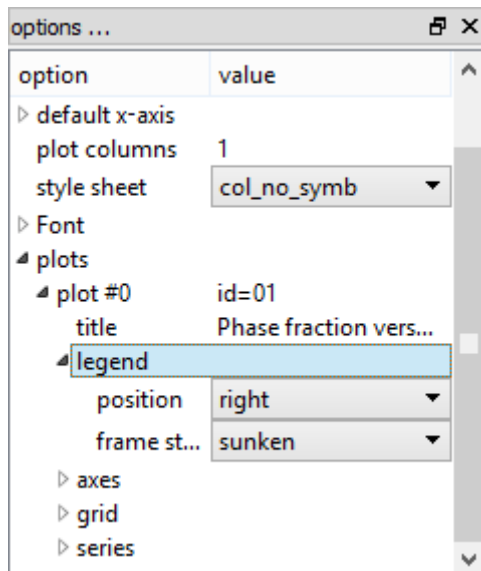 options ...
option value
default x-axis
plot columns 1
style sheet col_no_symb
Font
plots
plot #0 id=01
title Phase fraction vers...
legend
position right
frame st... sunken
axes
grid
series